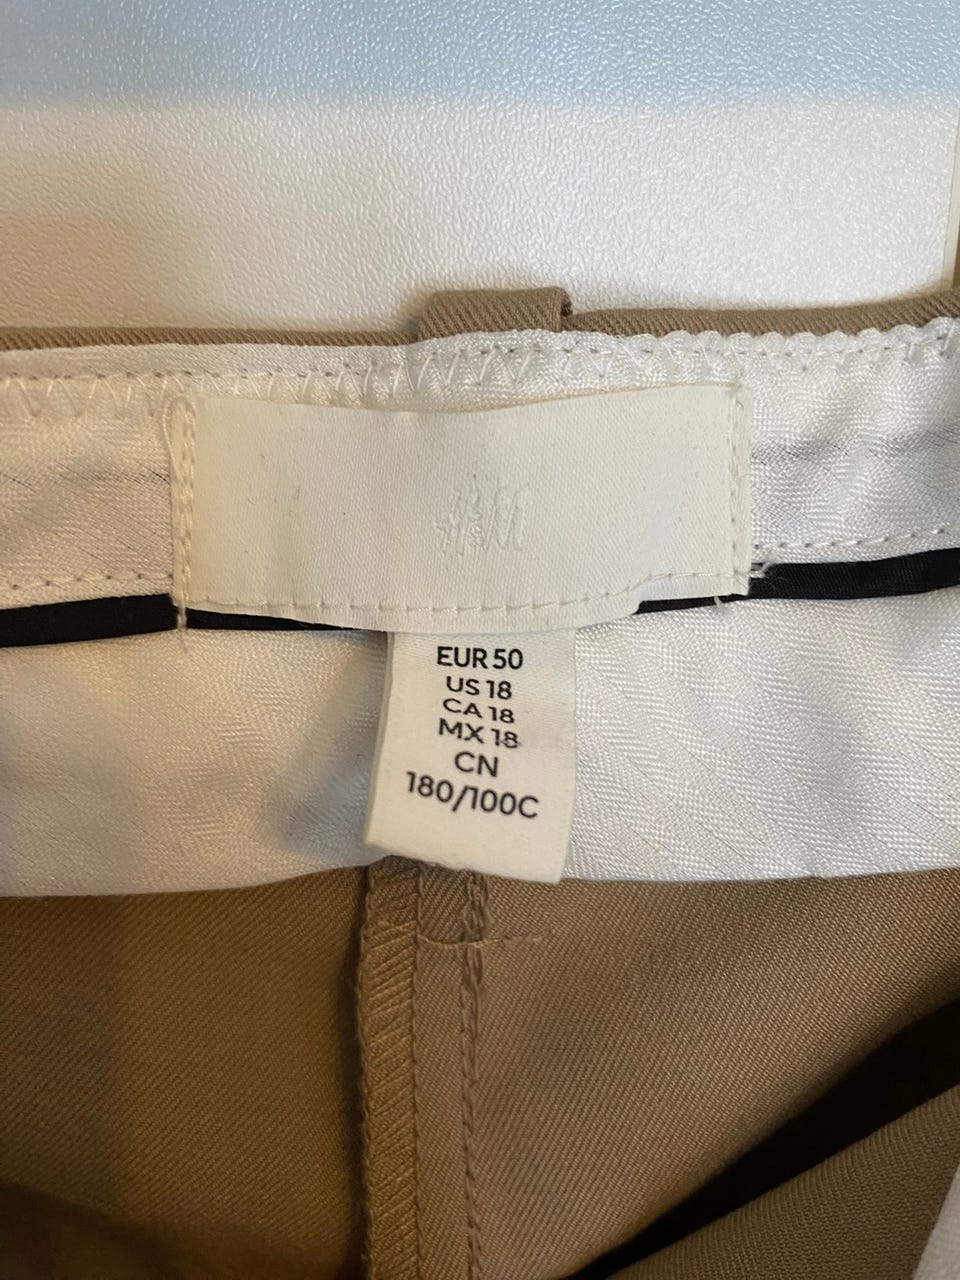 H&M
EUR 50
US 18
CA 18
MX 18
CN
180/100C